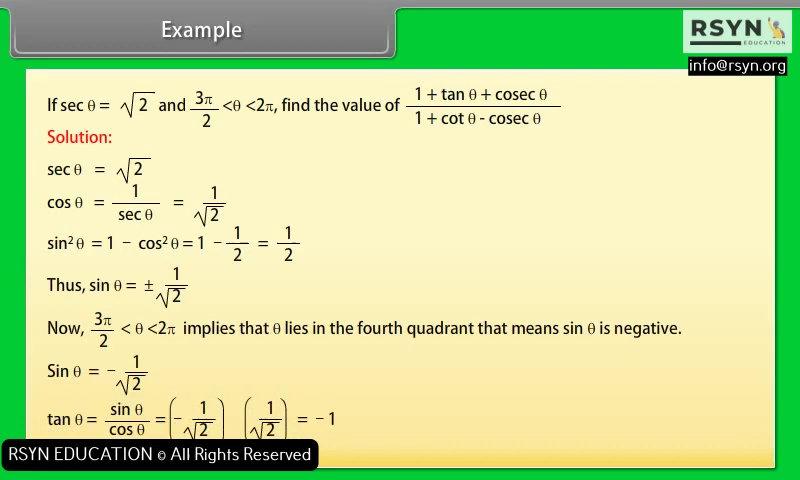 Example
RSYN
EDUCATION
info@rsyn.org
If sec θ = √2 and 3π/2 <θ <2π, find the value of (1 + tan θ + cosec θ)/(1 + cot θ - cosec θ)
Solution:
sec θ = √2
cos θ = 1/(sec θ) = 1/√2
sin² θ = 1 − cos² θ = 1 − 1/2 = 1/2
Thus, sin θ = ± 1/√2
Now, 3π/2 < θ <2π implies that θ lies in the fourth quadrant that means sin θ is negative.
Sin θ = − 1/√2
tan θ = (sin θ)/(cos θ) = (− 1/√2) (1/√2) = − 1
RSYN EDUCATION © All Rights Reserved